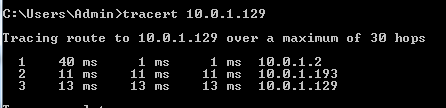 C:\Users\Admin>tracert 10.0.1.129
Tracing route to 10.0.1.129 over a maximum of 30 hops
1 40 ms 1 ms 1 ms 10.0.1.2
2 11 ms 11 ms 11 ms 10.0.1.193
3 13 ms 13 ms 13 ms 10.0.1.129